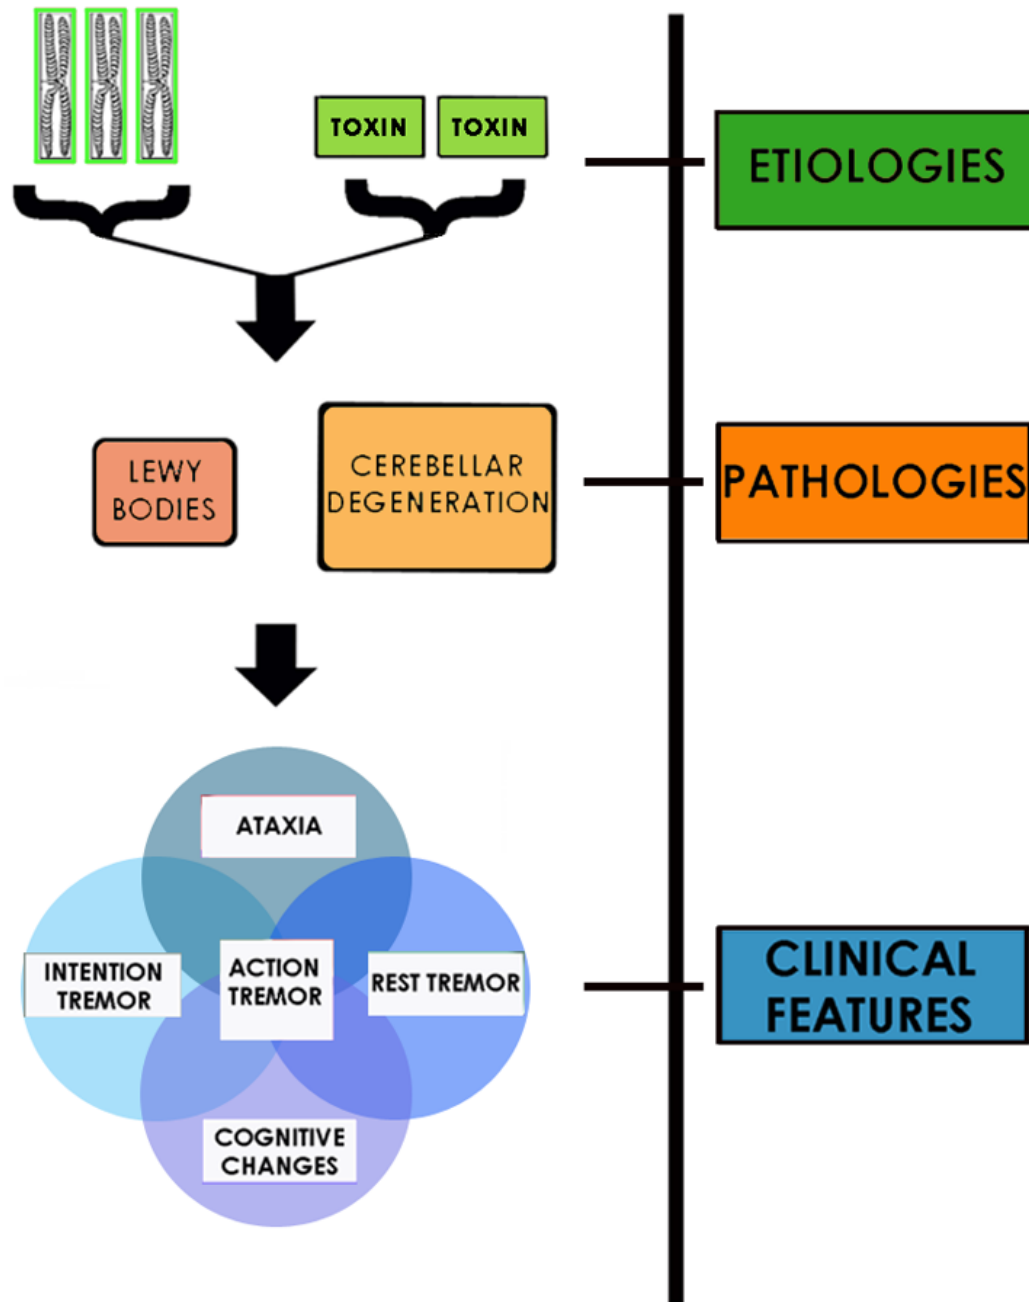 TOXIN
TOXIN
ETIOLOGIES
LEWY
BODIES
CEREBELLAR
DEGENERATION
PATHOLOGIES
ATAXIA
INTENTION
TREMOR
ACTION
TREMOR
REST TREMOR
COGNITIVE
CHANGES
CLINICAL
FEATURES